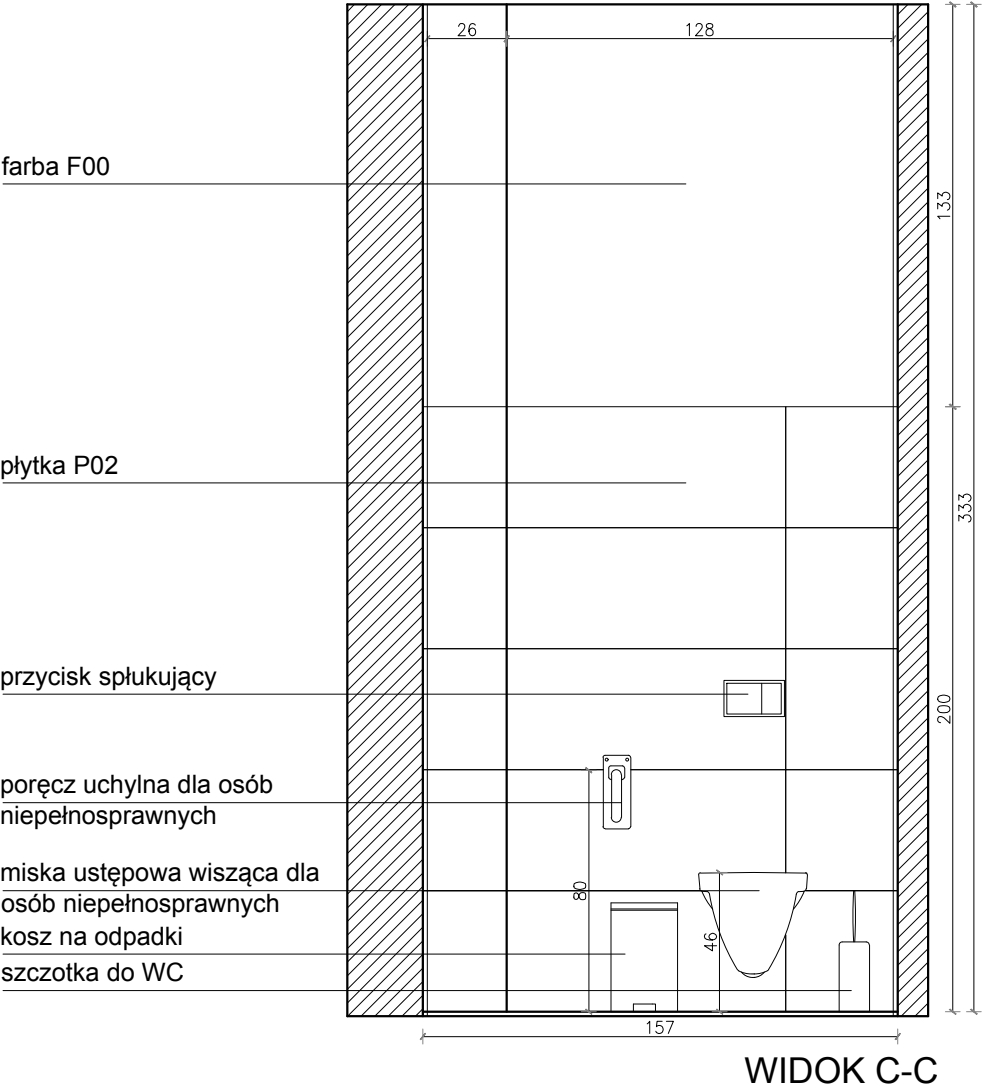 26
128
farba F00
133
płytka P02
333
przycisk spłukujący
200
poręcz uchylna dla osób
niepełnosprawnych
miska ustępowa wisząca dla
osób niepełnosprawnych
80
kosz na odpadki
46
szczotka do WC
157
WIDOK C-C